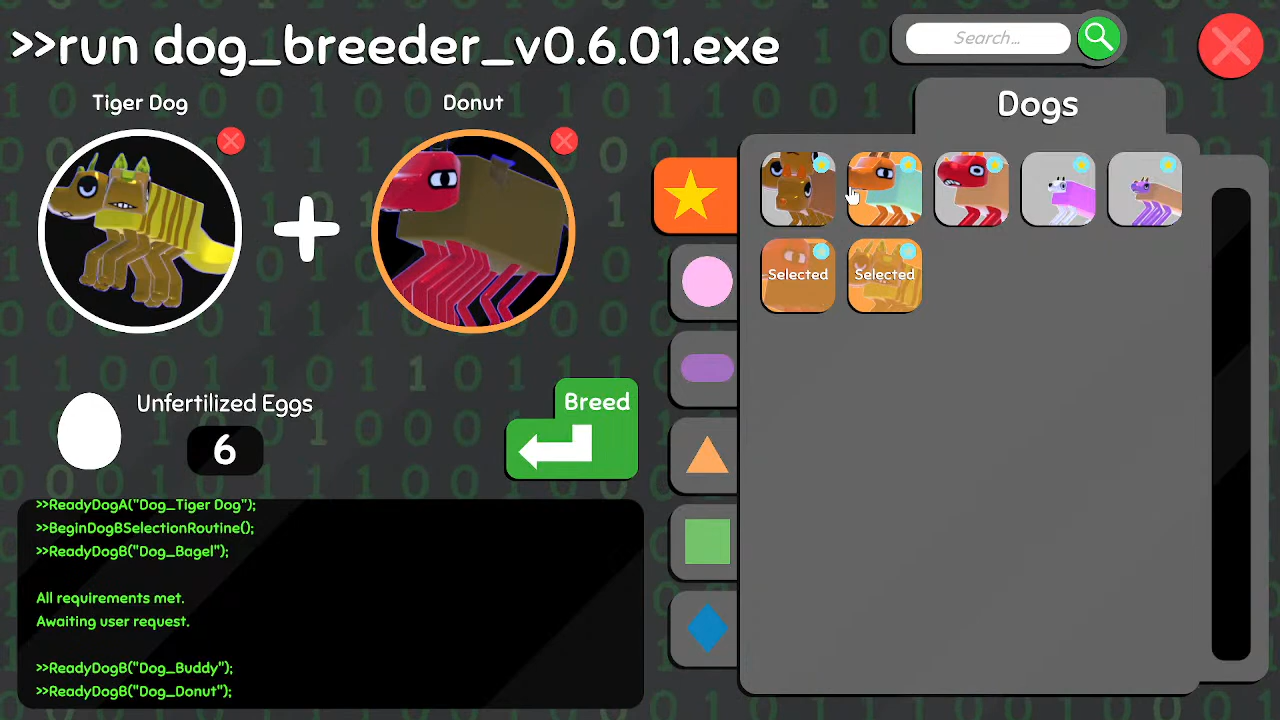 >>run dog_breeder_v0.6.01.exe
Search...
Tiger Dog
Donut
Dogs
Selected
Selected
Unfertilized Eggs
6
Breed
>>ReadyDogA("Dog_Tiger Dog");
>>BeginDogBSelectionRoutine();
>>ReadyDogB("Dog_Bagel");
All requirements met.
Awaiting user request.
>>ReadyDogB("Dog_Buddy");
>>ReadyDogB("Dog_Donut");